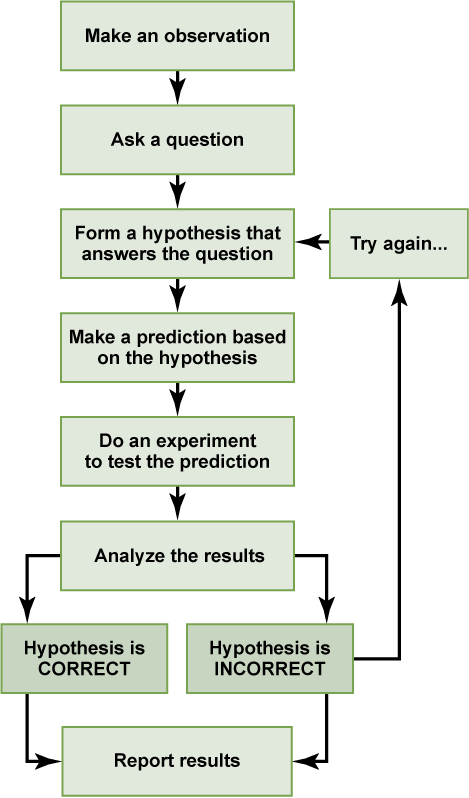 Make an observation
Ask a question
Form a hypothesis that
answers the question
Try again...
Make a prediction based
on the hypothesis
Do an experiment
to test the prediction
Analyze the results
Hypothesis is
CORRECT
Hypothesis is
INCORRECT
Report results